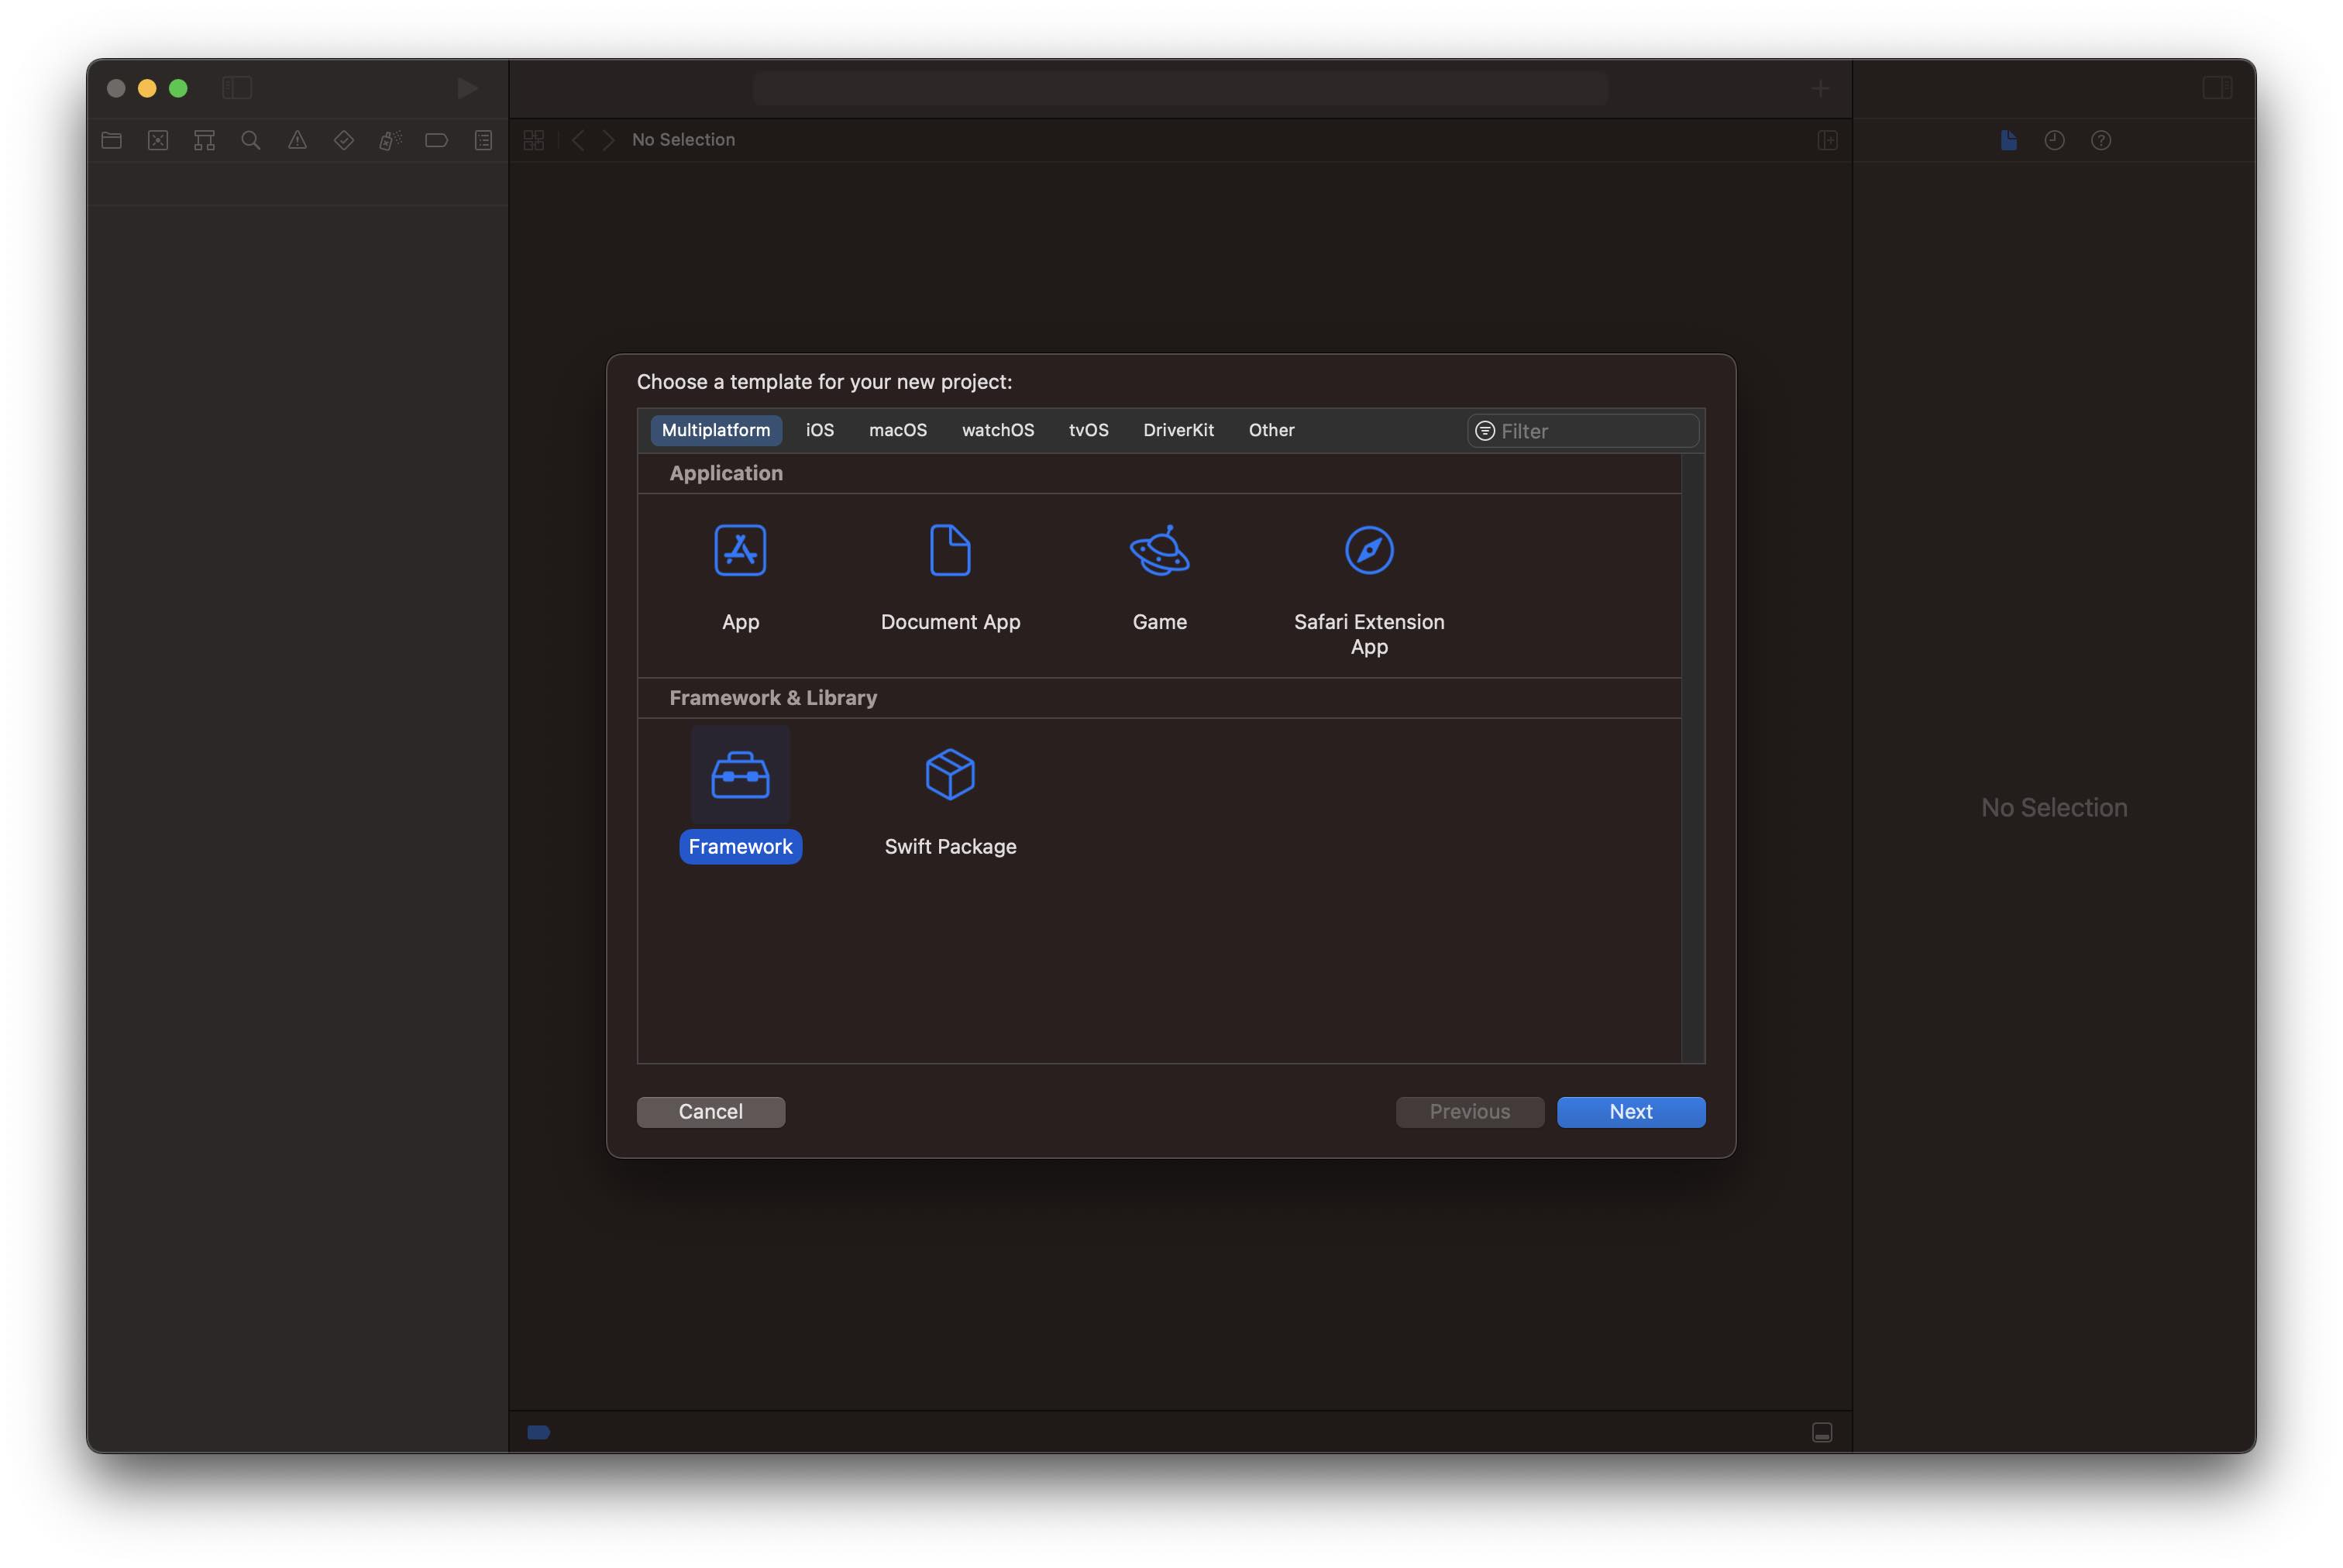 No Selection
Choose a template for your new project:
Multiplatform iOS macOS watchOS tvOS DriverKit Other Filter
Application
App Document App Game Safari Extension
App
Framework & Library
Framework Swift Package
No Selection
Cancel Previous Next